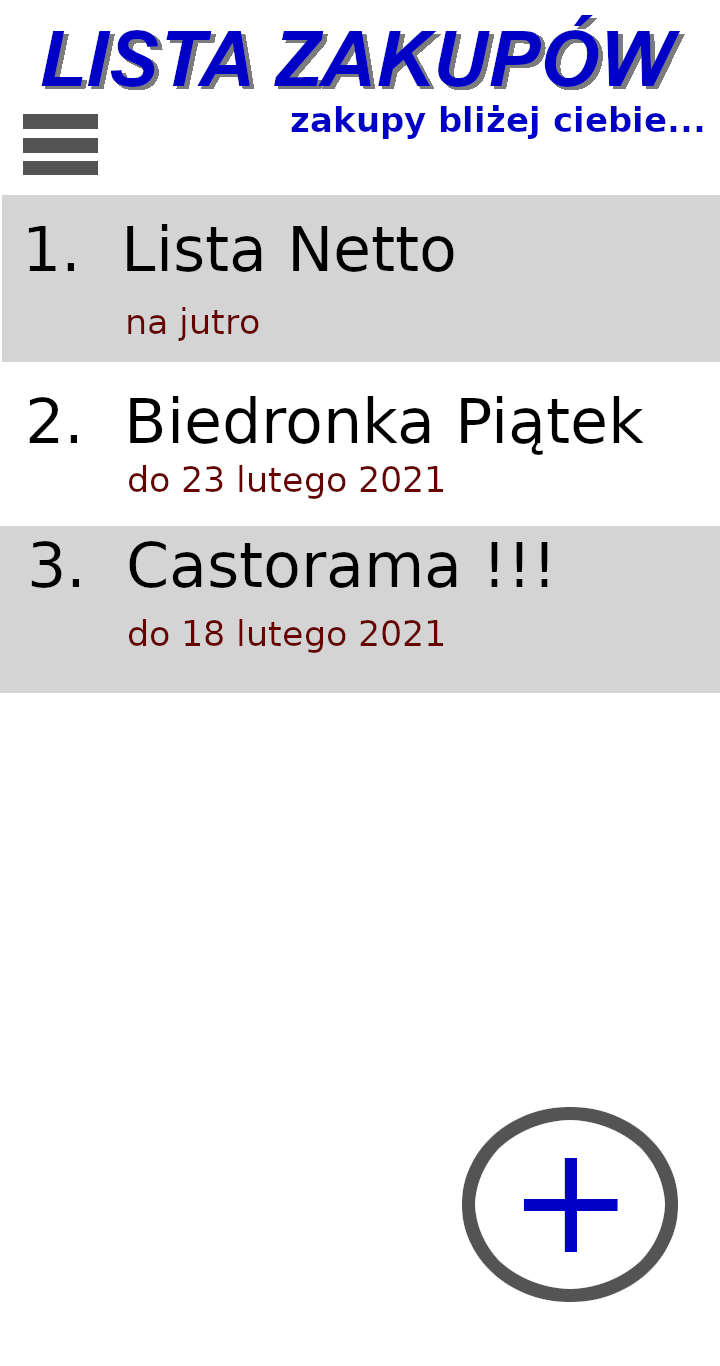 LISTA ZAKUPÓW
zakupy bliżej ciebie...
1. Lista Netto
na jutro
2. Biedronka Piątek
do 23 lutego 2021
3. Castorama !!!
do 18 lutego 2021
+